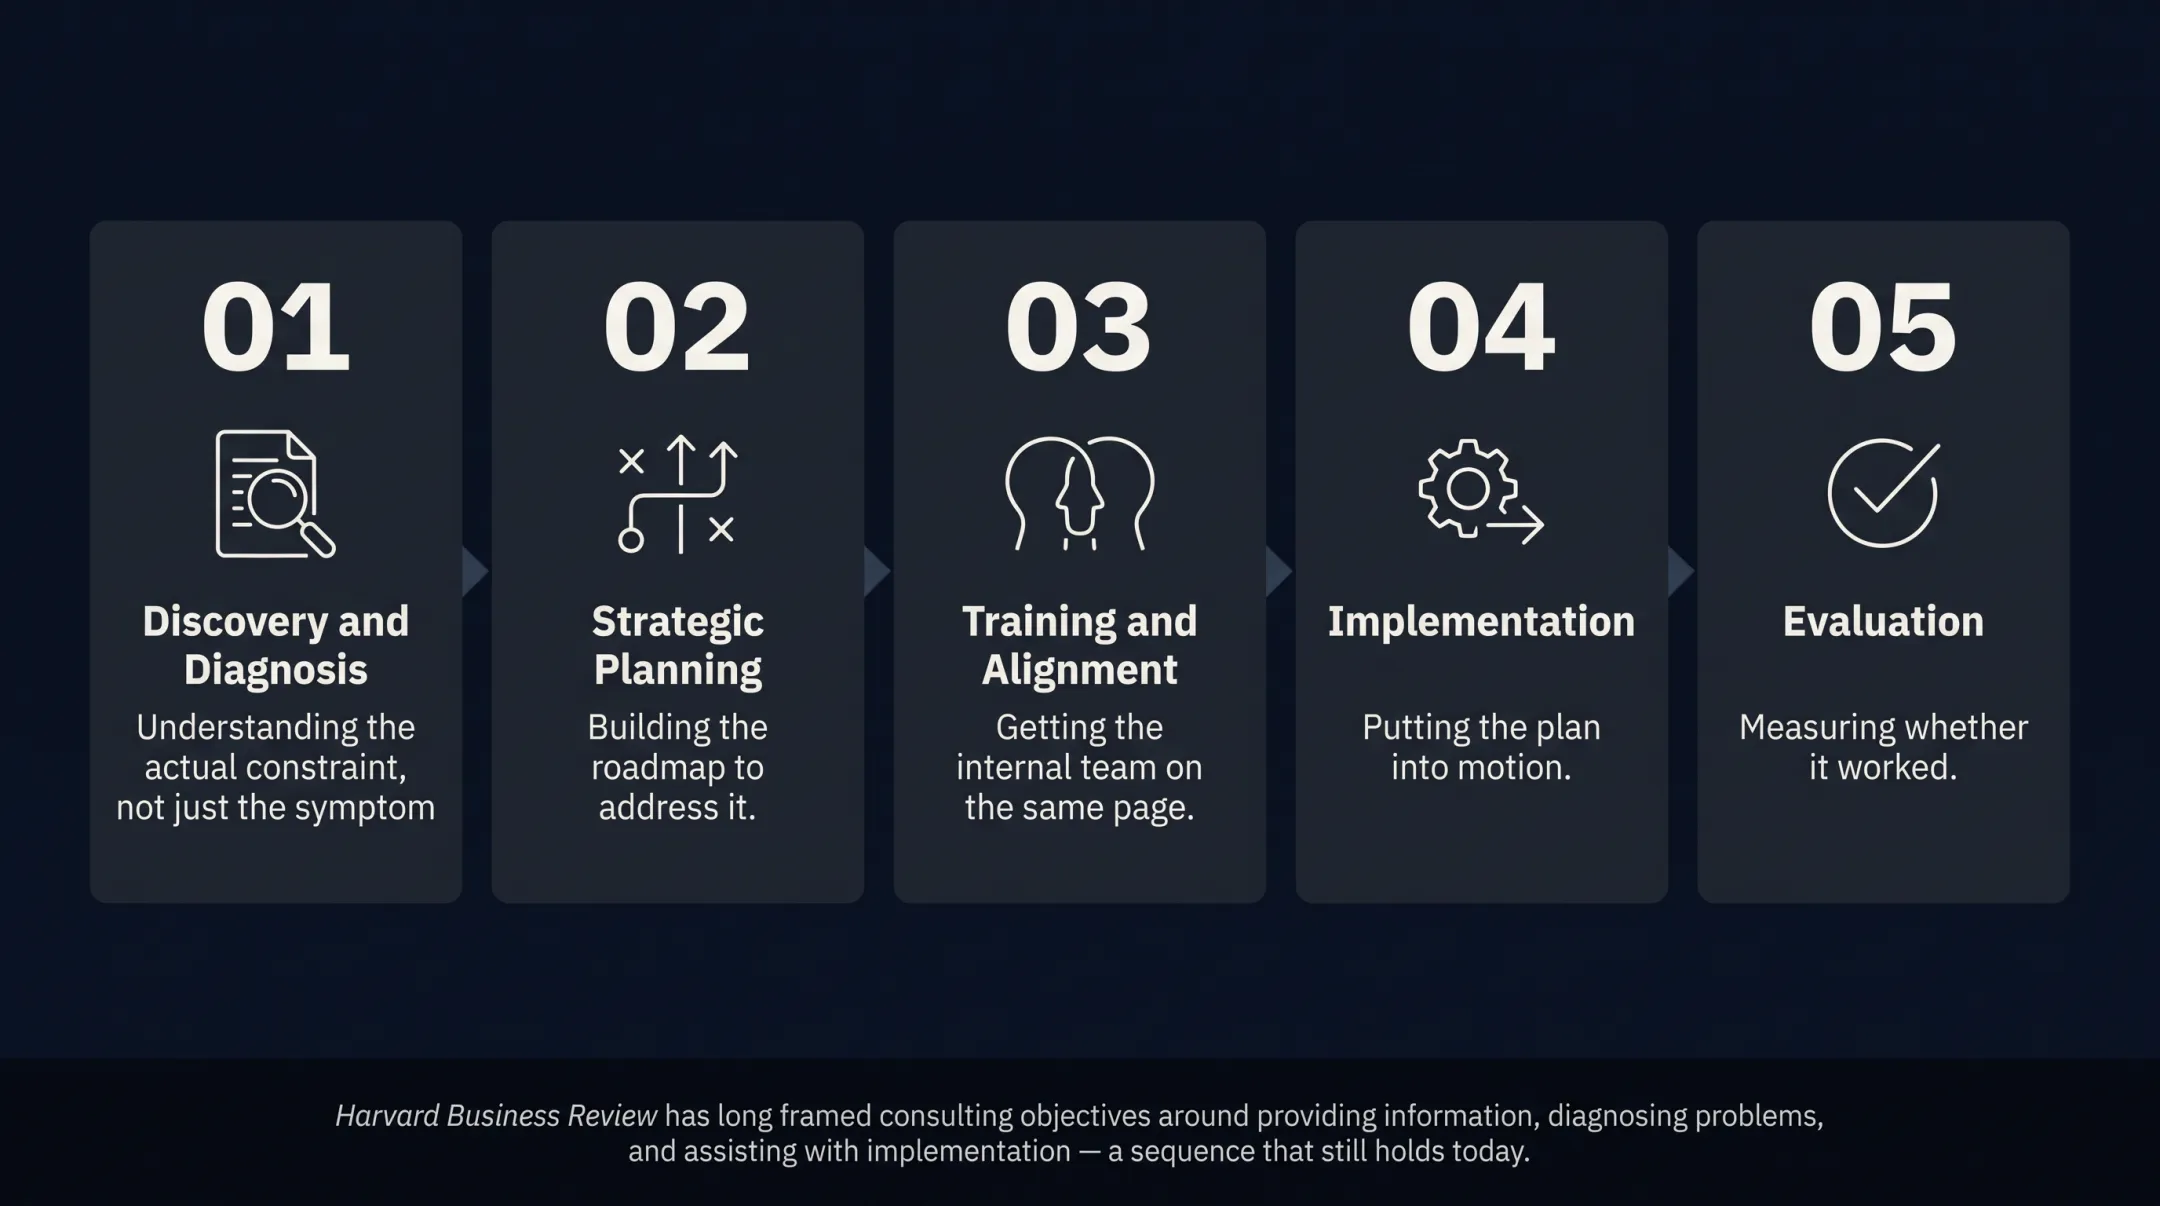 01
Discovery and
Diagnosis
Understanding the
actual constraint,
not just the symptom
02
Strategic
Planning
Building the
roadmap to
address it.
03
Training and
Alignment
Getting the
internal team on
the same page.
04
Implementation
Putting the plan
into motion.
05
Evaluation
Measuring whether
it worked.
Harvard Business Review has long framed consulting objectives around providing information, diagnosing problems,
and assisting with implementation — a sequence that still holds today.